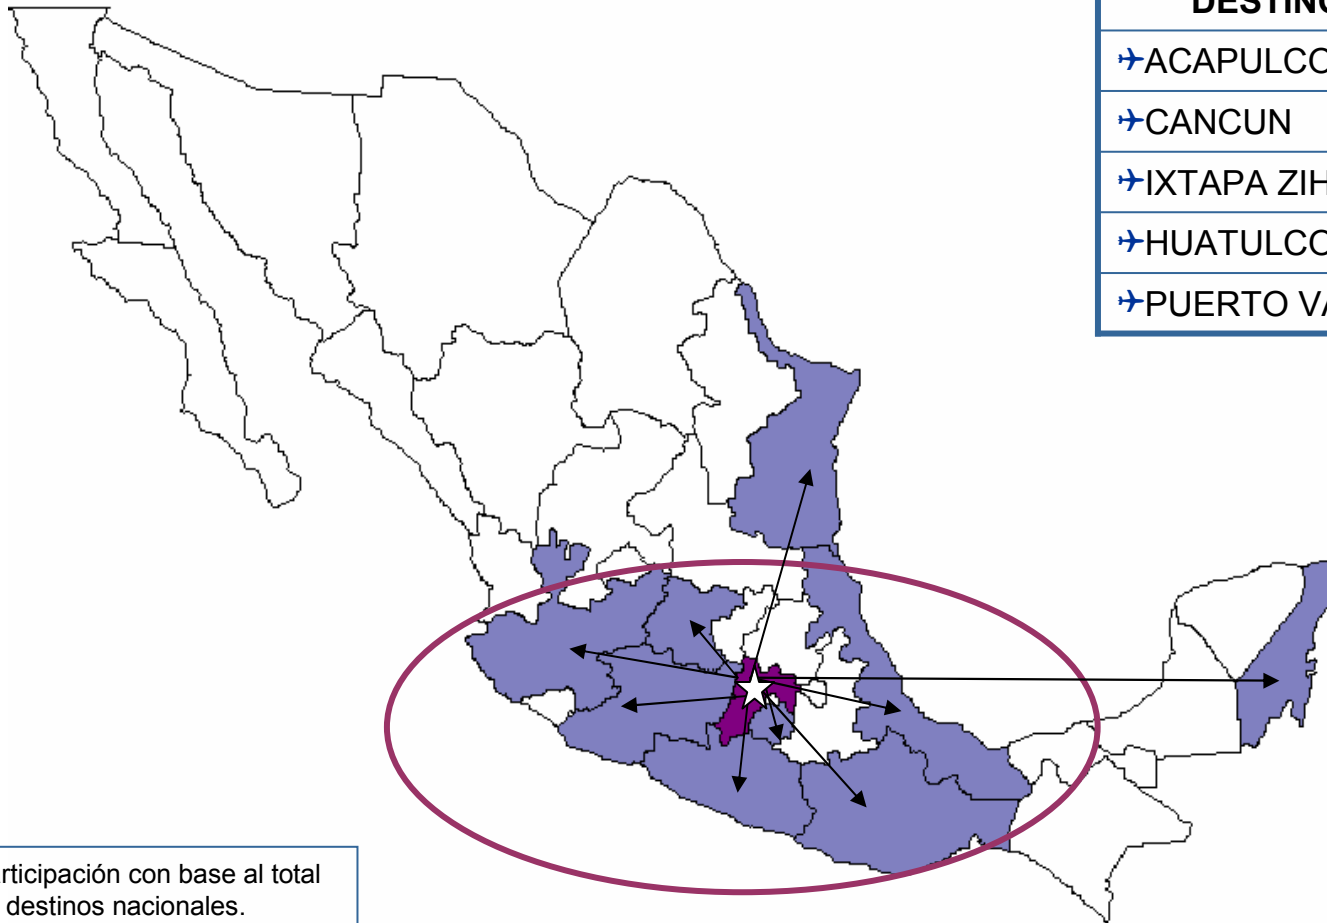 DESTINO
ACAPULCO
CANCUN
IXTAPA ZIH
HUATULCO
PUERTO VA
rticipación con base al total
destinos nacionales.